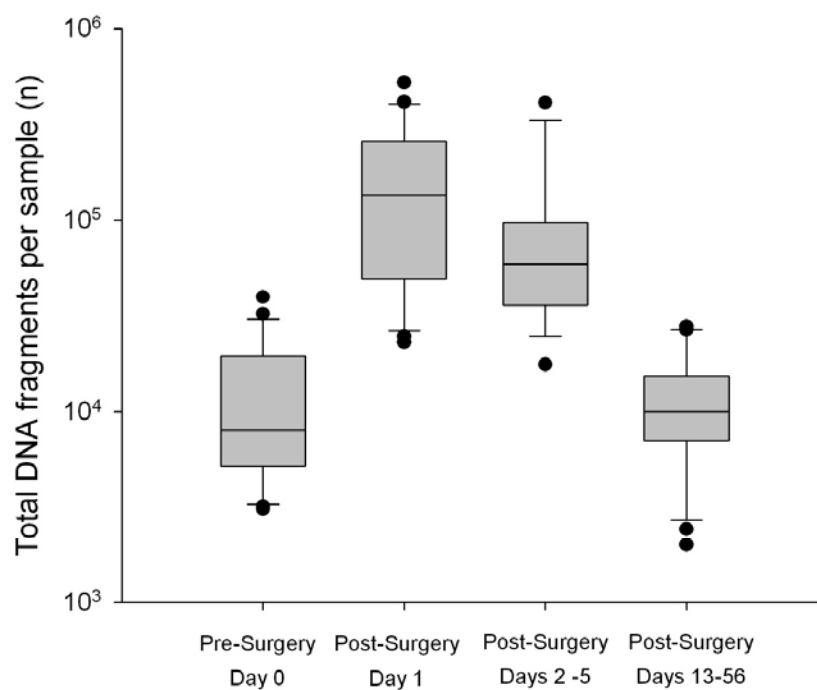 Total DNA fragments per sample (n)
10⁶
10⁵
10⁴
10³
Pre-Surgery Day 0
Post-Surgery Day 1
Post-Surgery Days 2 -5
Post-Surgery Days 13-56